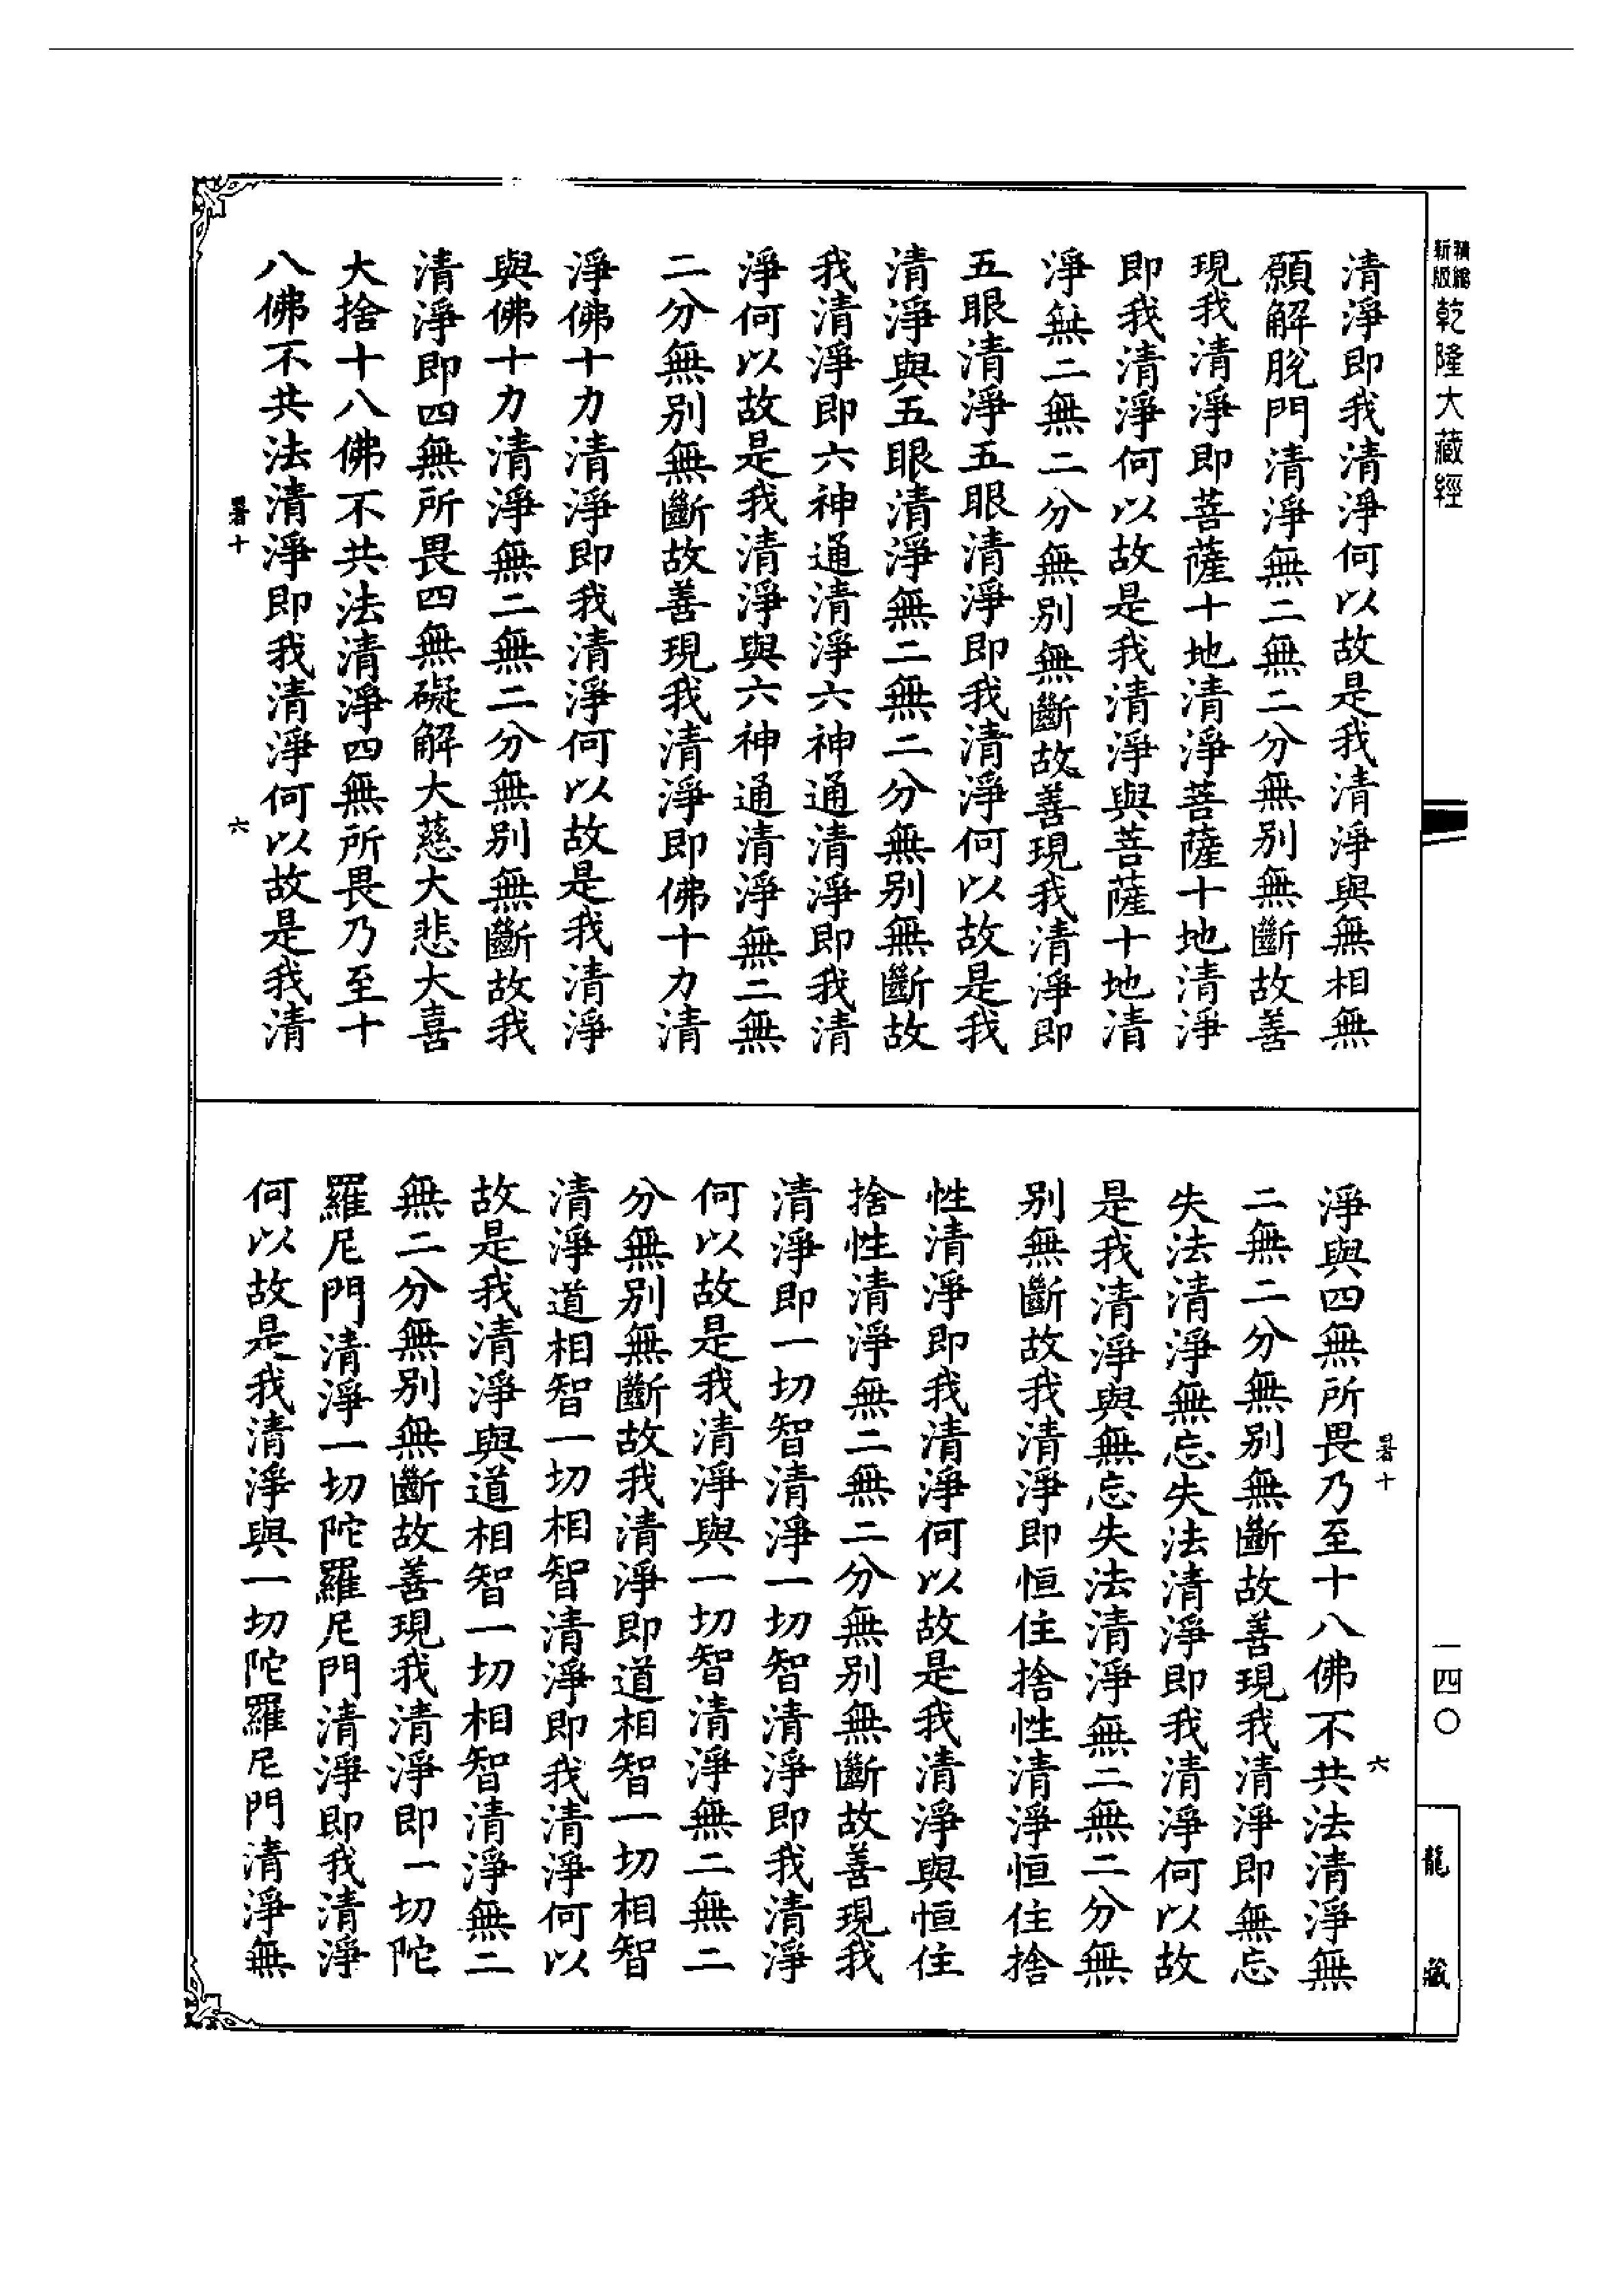 精縮
新版
乾隆大藏經
清淨即我清淨何以故是我清淨與無相無
願解脫門清淨無二無二分無別無斷故善
現我清淨即菩薩十地清淨菩薩十地清淨
即我清淨何以故是我清淨與菩薩十地清
淨無二無二分無別無斷故善現我清淨即
五眼清淨五眼清淨即我清淨何以故是我
清淨與五眼清淨無二無二分無別無斷故
我清淨即六神通清淨六神通清淨即我清
淨何以故是我清淨與六神通清淨無二無
二分無別無斷故善現我清淨即佛十力清
淨佛十力清淨即我清淨何以故是我清淨
與佛十力清淨無二無二分無別無斷故我
清淨即四無所畏四無礙解大慈大悲大喜
大捨十八佛不共法清淨四無所畏乃至十
八佛不共法清淨即我清淨何以故是我清
暑十
六
一四〇
龍藏
暑十
六
淨與四無所畏乃至十八佛不共法清淨無
二無二分無別無斷故善現我清淨即無忘
失法清淨無忘失法清淨即我清淨何以故
是我清淨與無忘失法清淨無二無二分無
別無斷故我清淨即恒住捨性清淨恒住捨
性清淨即我清淨何以故是我清淨與恒住
捨性清淨無二無二分無別無斷故善現我
清淨即一切智清淨一切智清淨即我清淨
何以故是我清淨與一切智清淨無二無二
分無別無斷故我清淨即道相智一切相智
清淨道相智一切相智清淨即我清淨何以
故是我清淨與道相智一切相智清淨無二
無二分無別無斷故善現我清淨即一切陀
羅尼門清淨一切陀羅尼門清淨即我清淨
何以故是我清淨與一切陀羅尼門清淨無